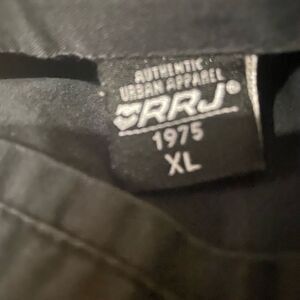 AUTHENTIC
URBAN APPAREL
RRJ®
1975
XL